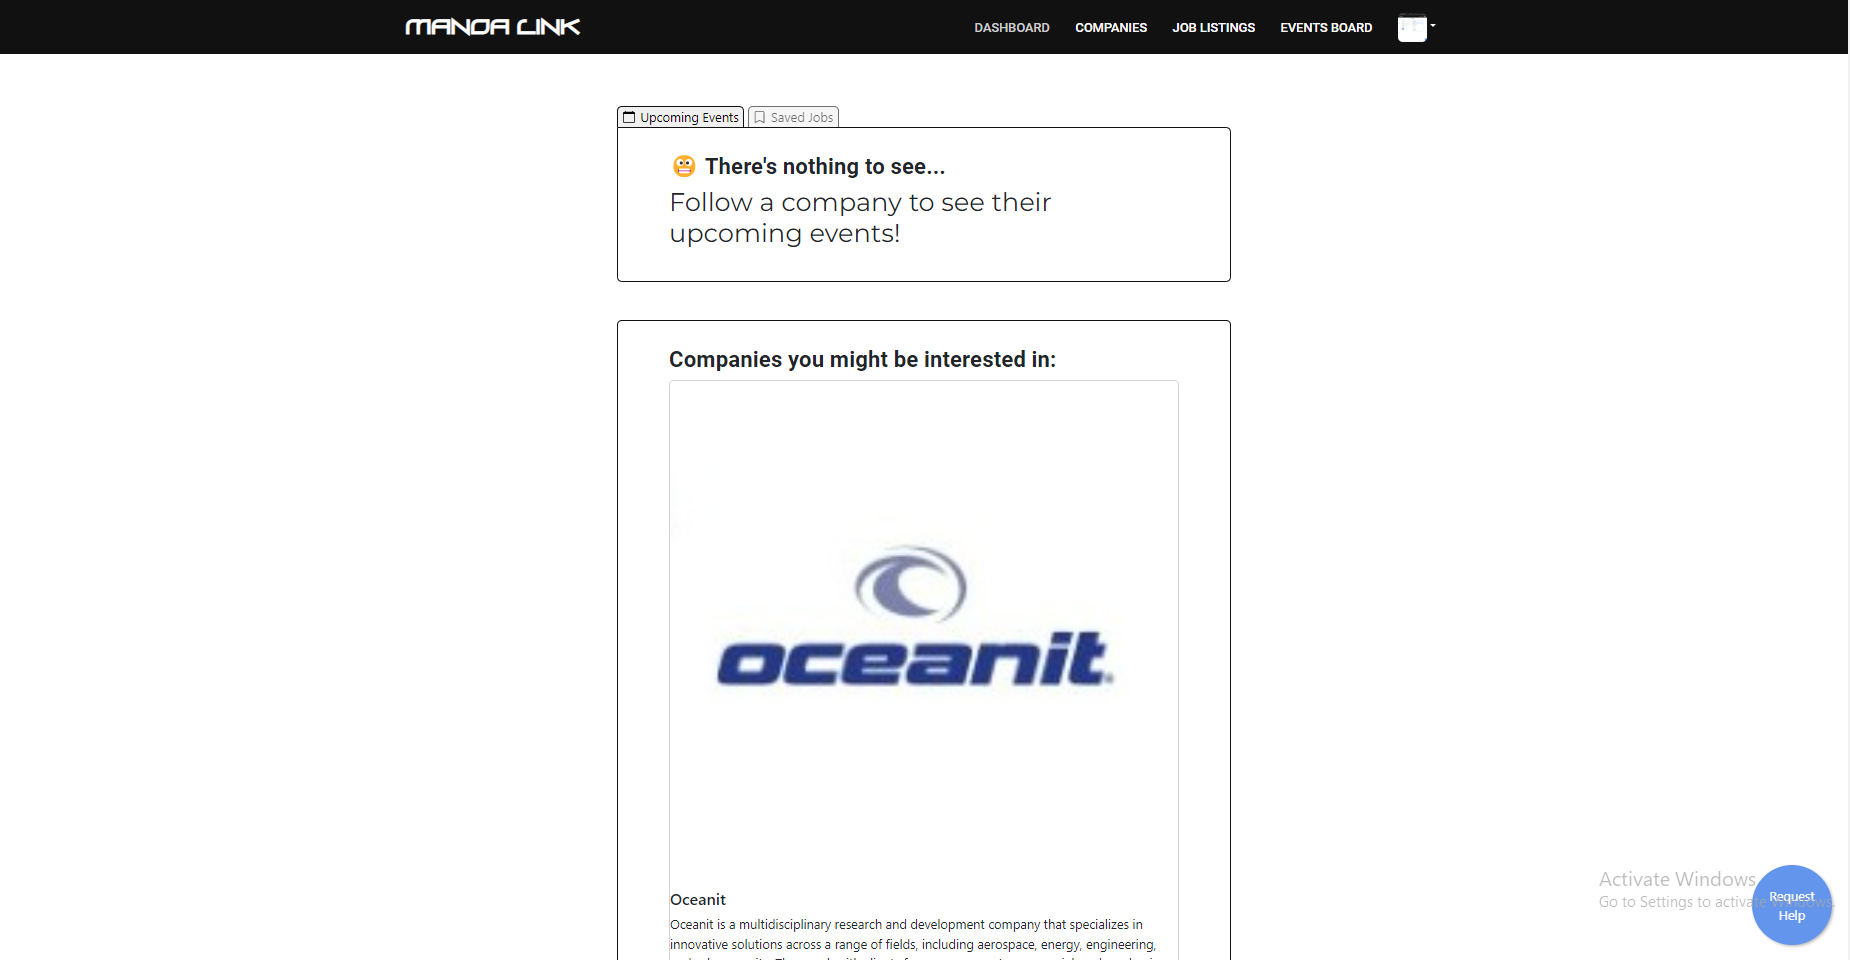 MANOA LINK
DASHBOARD
COMPANIES
JOB LISTINGS
EVENTS BOARD
Upcoming Events
Saved Jobs
There's nothing to see...
Follow a company to see their
upcoming events!
Companies you might be interested in:
oceanit
Oceanit
Oceanit is a multidisciplinary research and development company that specializes in
innovative solutions across a range of fields, including aerospace, energy, engineering,
Activate Windows
Go to Settings to activate Windows.
Request
Help